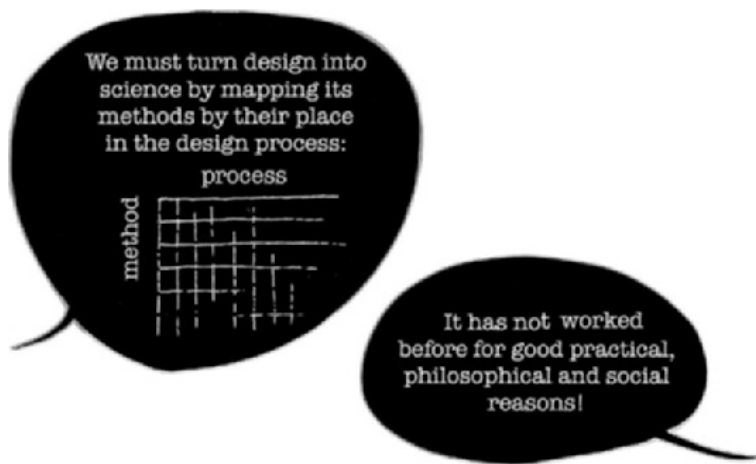 We must turn design into
science by mapping its
methods by their place
in the design process:
process
method
It has not worked
before for good practical,
philosophical and social
reasons!